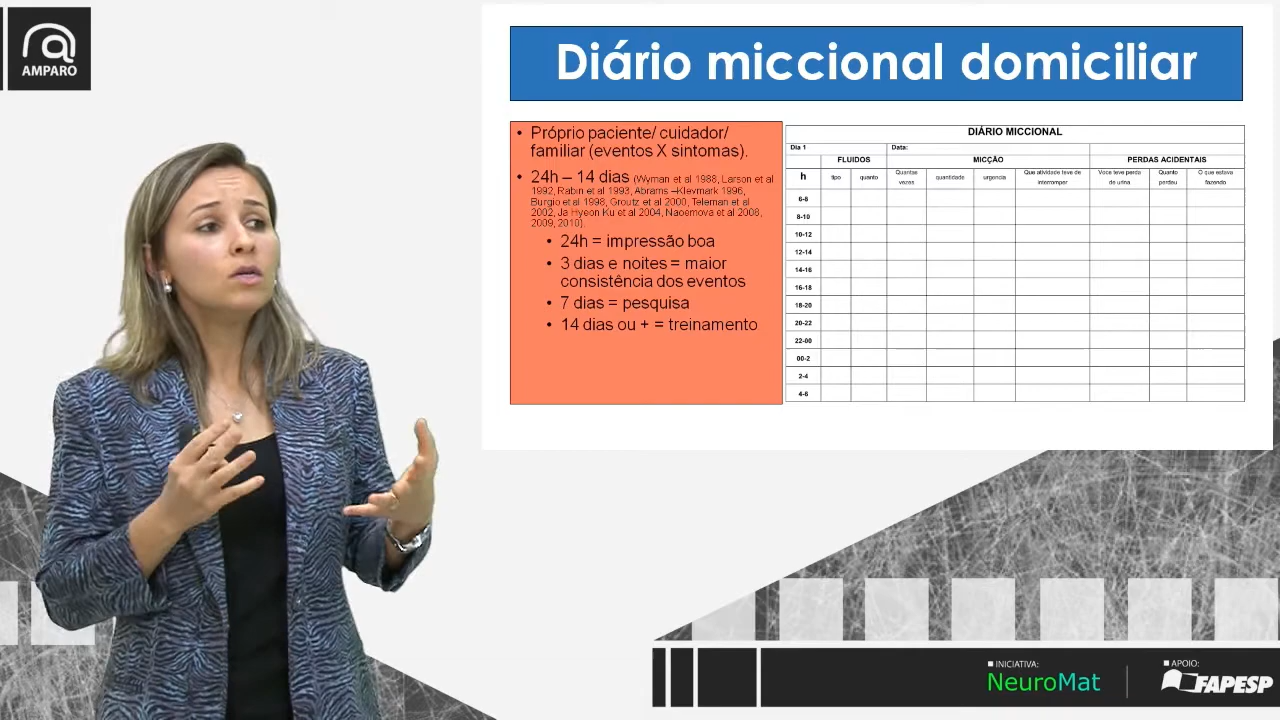 AMPARO
Diário miccional domiciliar
• Próprio paciente/ cuidador/
familiar (eventos X sintomas).
• 24h – 14 dias (Wyman et al 1988, Larson et al
1992, Rabin et al 1993, Abrams –Klevmark 1996,
Burgio et al 1998, Groutz et al 2000, Teleman et al
2002, Ja Hyeon Ku et al 2004, Naoemova et al 2008,
2009, 2010).
• 24h = impressão boa
• 3 dias e noites = maior
consistência dos eventos
• 7 dias = pesquisa
• 14 dias ou + = treinamento
DIÁRIO MICCIONAL
Dia 1 Data:
FLUIDOS MICÇÃO PERDAS ACIDENTAIS
h tipo quanto Quantas vezes quantidade urgencia Que atividade teve de interromper Voce teve perda de urina Quanto perdeu O que estava fazendo
6-8
8-10
10-12
12-14
14-16
16-18
18-20
20-22
22-00
00-2
2-4
4-6
INICIATIVA:
NeuroMat
APOIO:
FAPESP